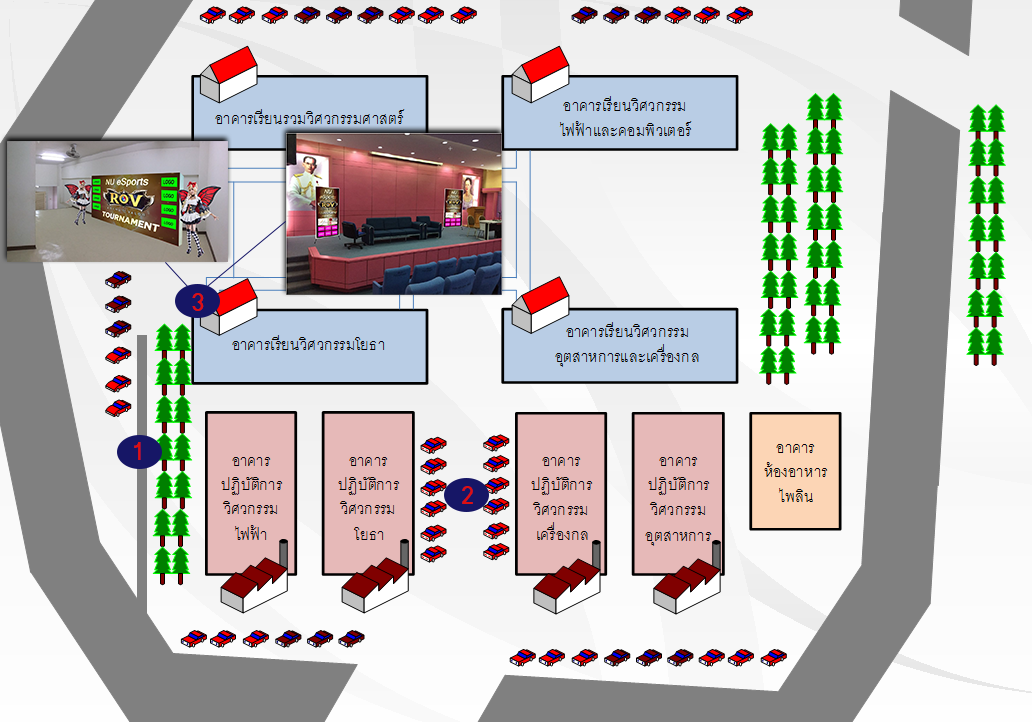 อาคารเรียนรวมวิศวกรรมศาสตร์
อาคารเรียนวิศวกรรม
ไฟฟ้าและคอมพิวเตอร์
NU eSports
LOGO
LOGO
LOGO
LOGO
ROV
TOURNAMENT
NU
ROV
3
อาคารเรียนวิศวกรรมโยธา
อาคารเรียนวิศวกรรม
อุตสาหการและเครื่องกล
1
2
อาคาร
ปฏิบัติการ
วิศวกรรม
ไฟฟ้า
อาคาร
ปฏิบัติการ
วิศวกรรม
โยธา
อาคาร
ปฏิบัติการ
วิศวกรรม
เครื่องกล
อาคาร
ปฏิบัติการ
วิศวกรรม
อุตสาหการ
อาคาร
ห้องอาหาร
ไพลิน